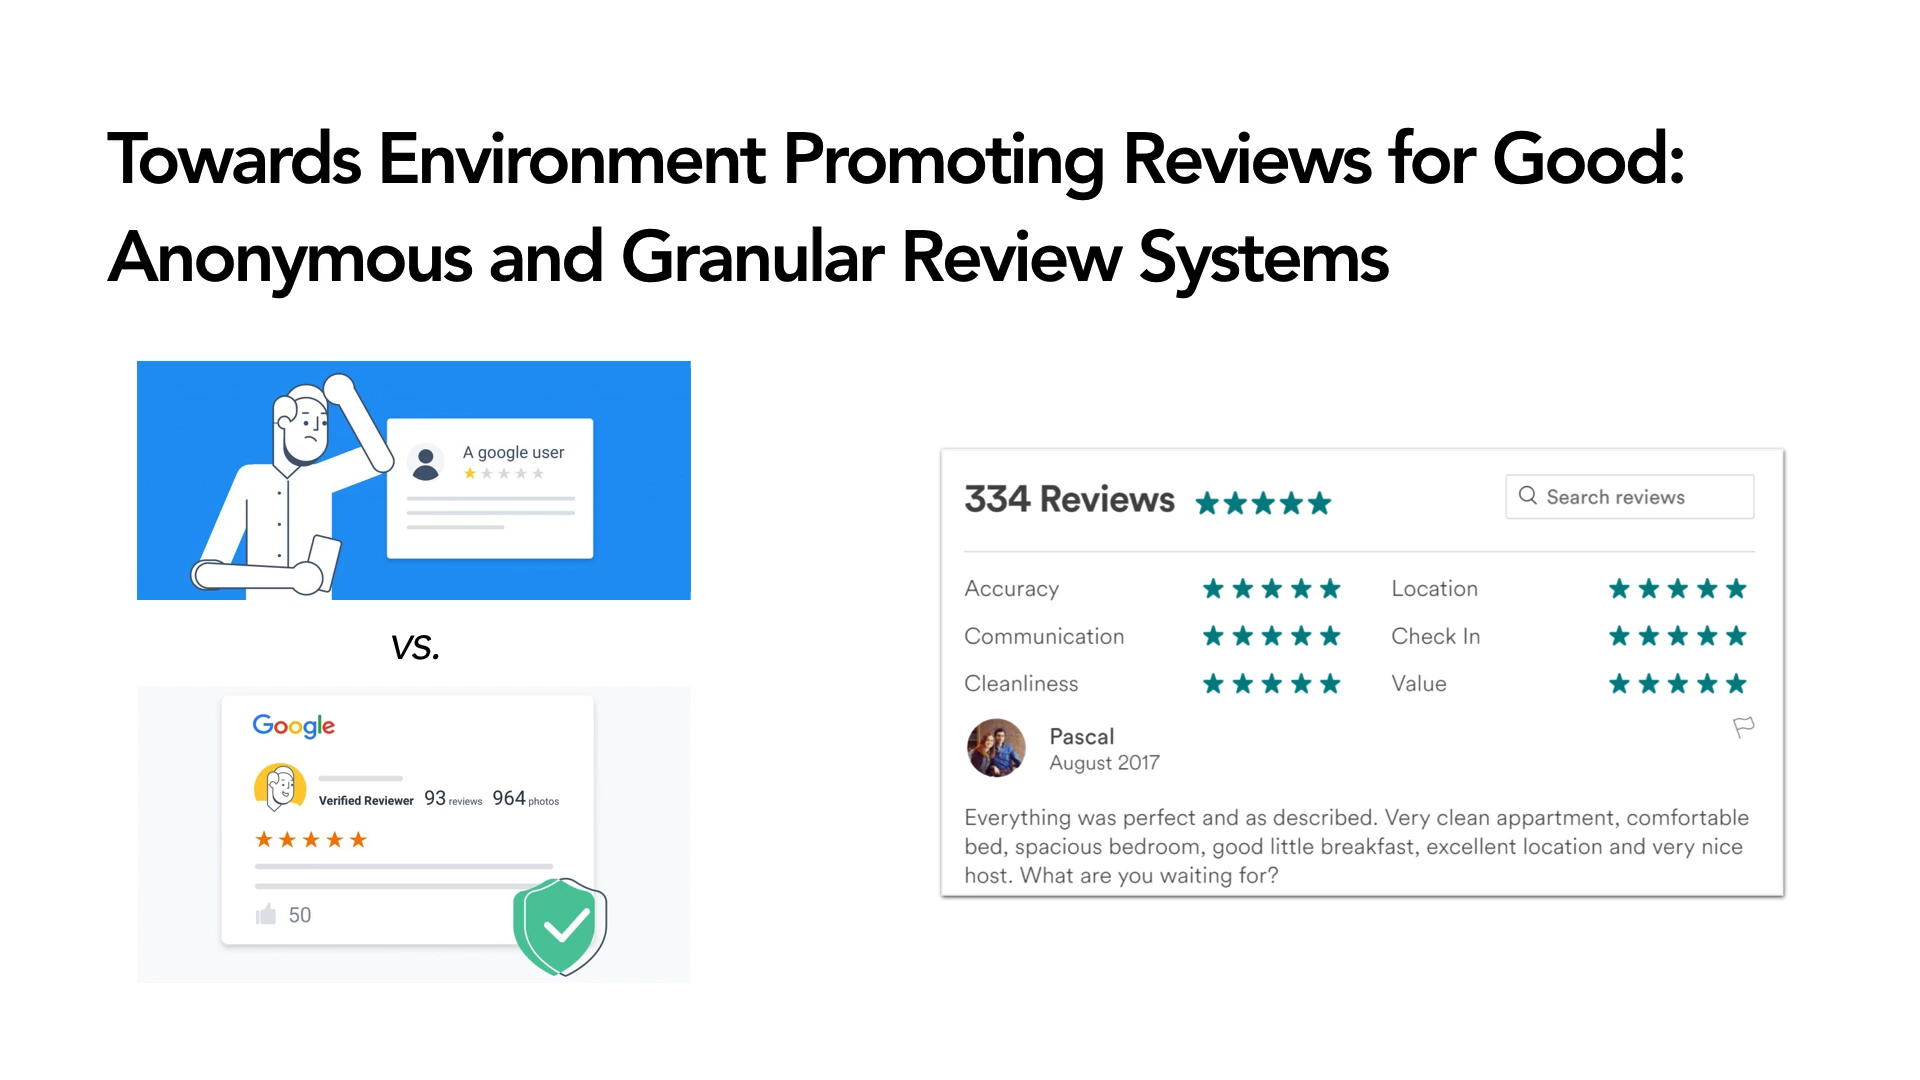 Towards Environment Promoting Reviews for Good:
Anonymous and Granular Review Systems
A google user
vs.
Google
Verified Reviewer 93 reviews 964 photos
50
334 Reviews
Search reviews
Accuracy
Location
Communication
Check In
Cleanliness
Value
Pascal
August 2017
Everything was perfect and as described. Very clean appartment, comfortable
bed, spacious bedroom, good little breakfast, excellent location and very nice
host. What are you waiting for?